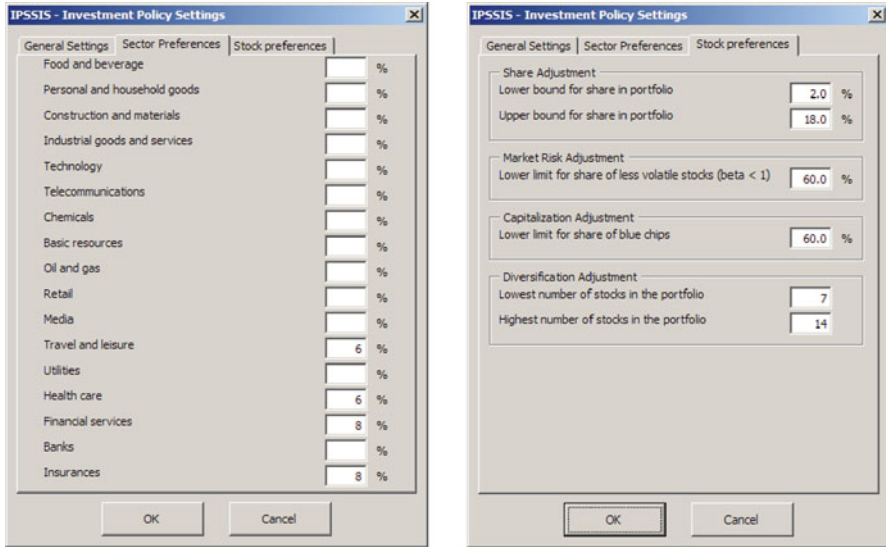 IPSSIS - Investment Policy Settings
General Settings Sector Preferences Stock preferences
Food and beverage %
Personal and household goods %
Construction and materials %
Industrial goods and services %
Technology %
Telecommunications %
Chemicals %
Basic resources %
Oil and gas %
Retail %
Media %
Travel and leisure 6 %
Utilities %
Health care 6 %
Financial services 8 %
Banks %
Insurances 8 %
OK Cancel
IPSSIS - Investment Policy Settings
General Settings Sector Preferences Stock preferences
Share Adjustment
Lower bound for share in portfolio 2.0 %
Upper bound for share in portfolio 18.0 %
Market Risk Adjustment
Lower limit for share of less volatile stocks (beta < 1) 60.0 %
Capitalization Adjustment
Lower limit for share of blue chips 60.0 %
Diversification Adjustment
Lowest number of stocks in the portfolio 7
Highest number of stocks in the portfolio 14
OK Cancel